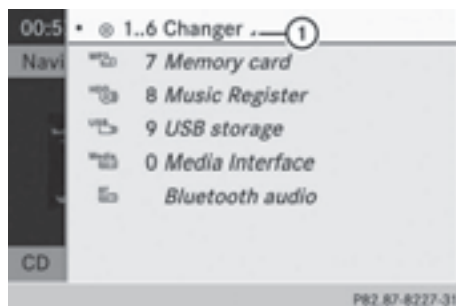 00:5 • 1..6 Changer 1
Navi 7 Memory card
8 Music Register
9 USB storage
0 Media Interface
Bluetooth audio
CD
P82.87-8227-31